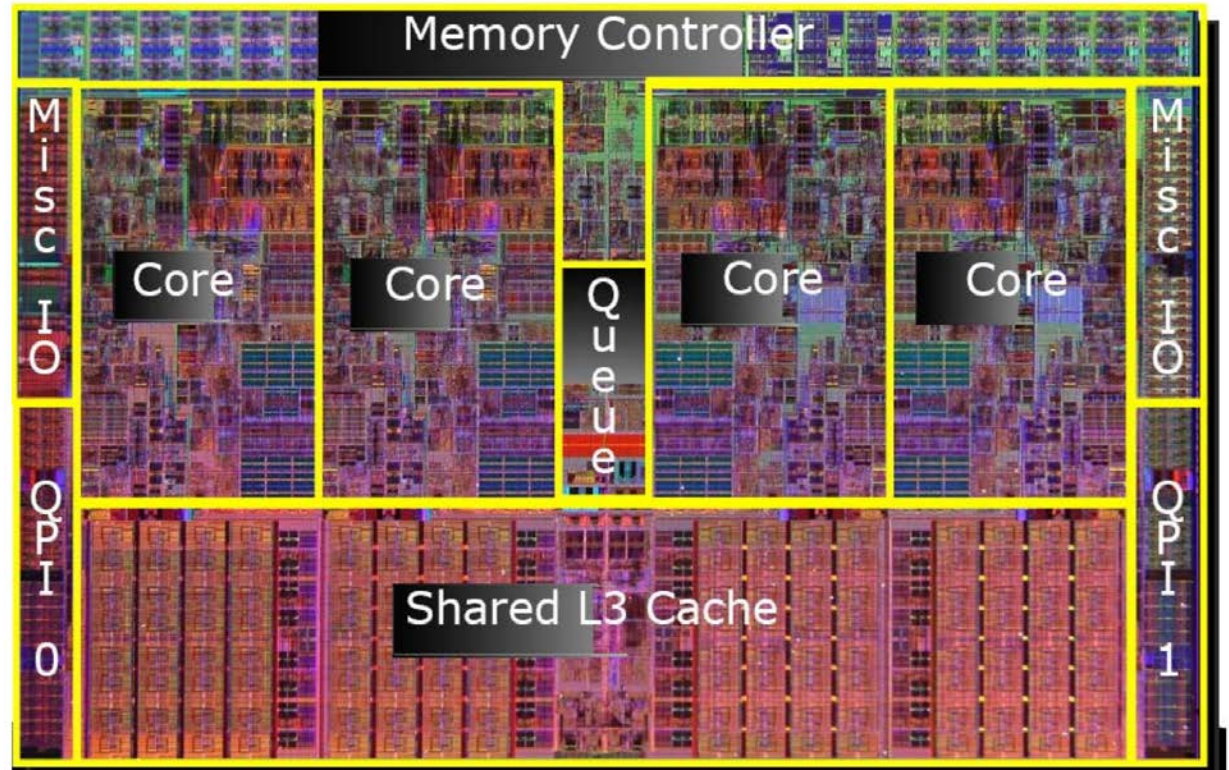 Memory Controller
Misc IO
Core
Core
Queue
Core
Core
Misc IO
QPI 0
Shared L3 Cache
QPI 1